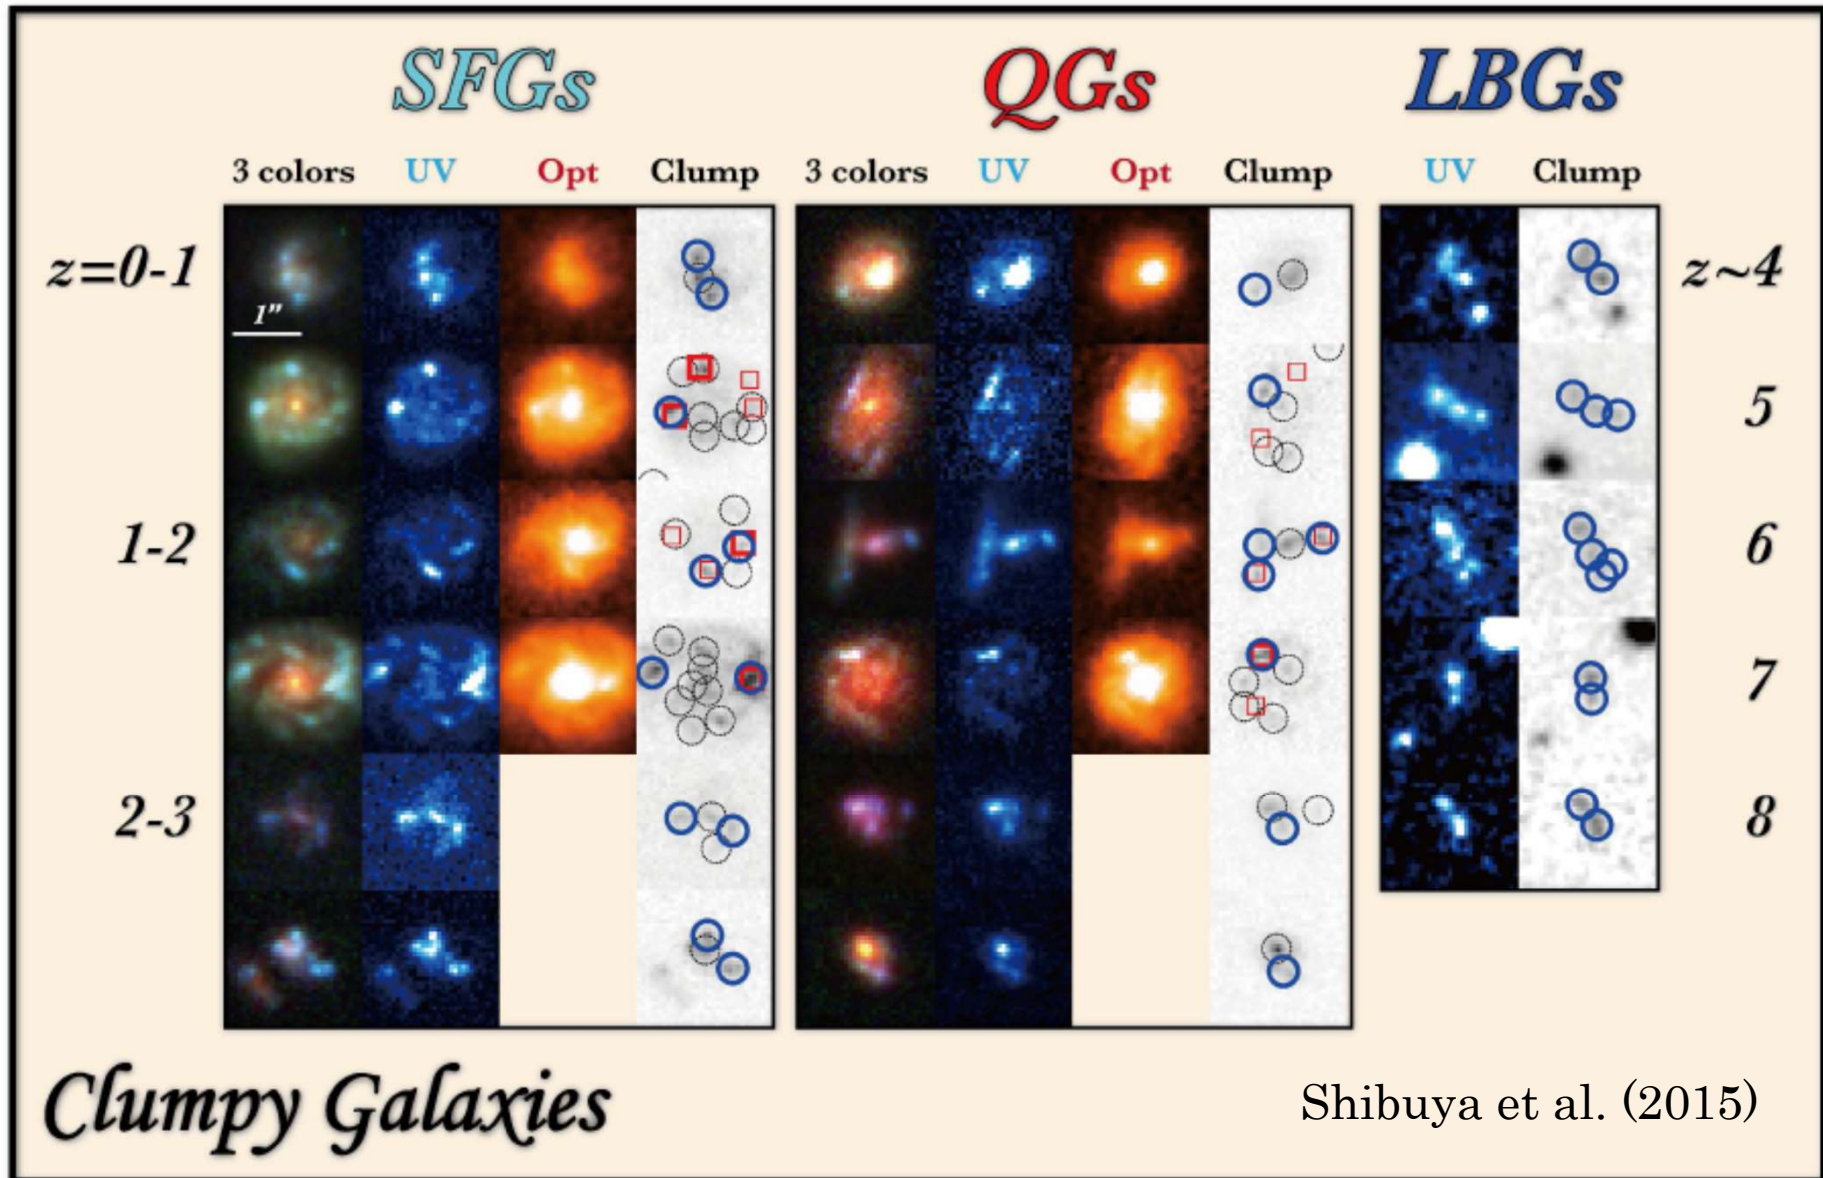 SFGs QGs LBGs
3 colors UV Opt Clump 3 colors UV Opt Clump UV Clump
z=0-1 z~4
1"
5
1-2 6
7
2-3 8
Clumpy Galaxies Shibuya et al. (2015)